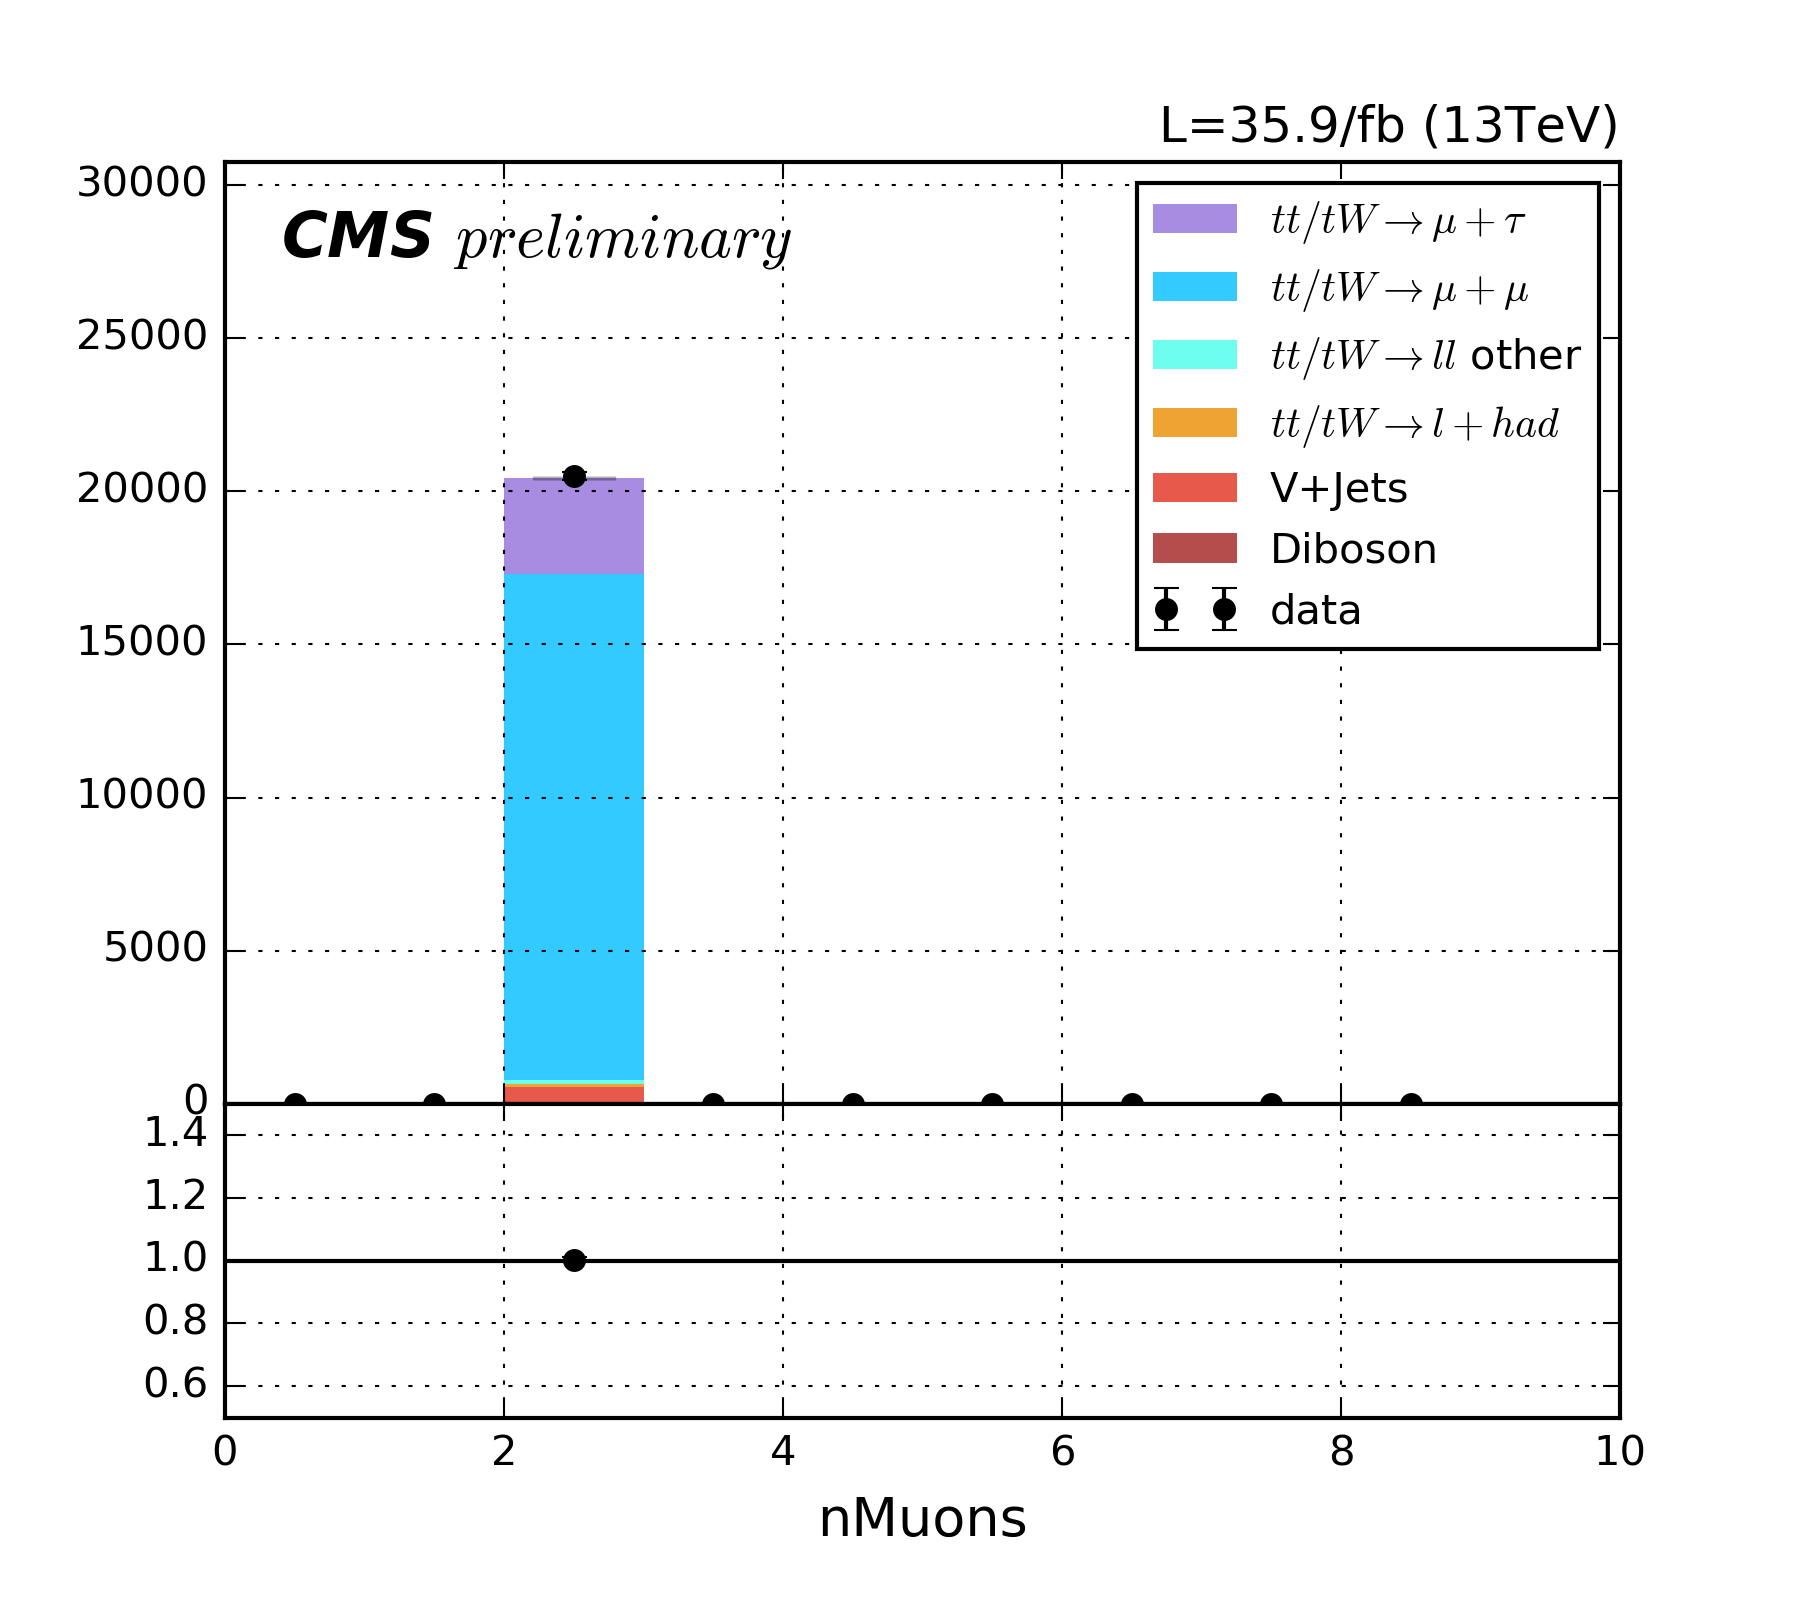 L=35.9/fb (13TeV)
CMS preliminary
30000
25000
20000
15000
10000
5000
0
tt/tW → μ + τ
tt/tW → μ + μ
tt/tW → ll other
tt/tW → l + had
V+Jets
Diboson
data
1.4
1.2
1.0
0.8
0.6
0 2 4 6 8 10
nMuons